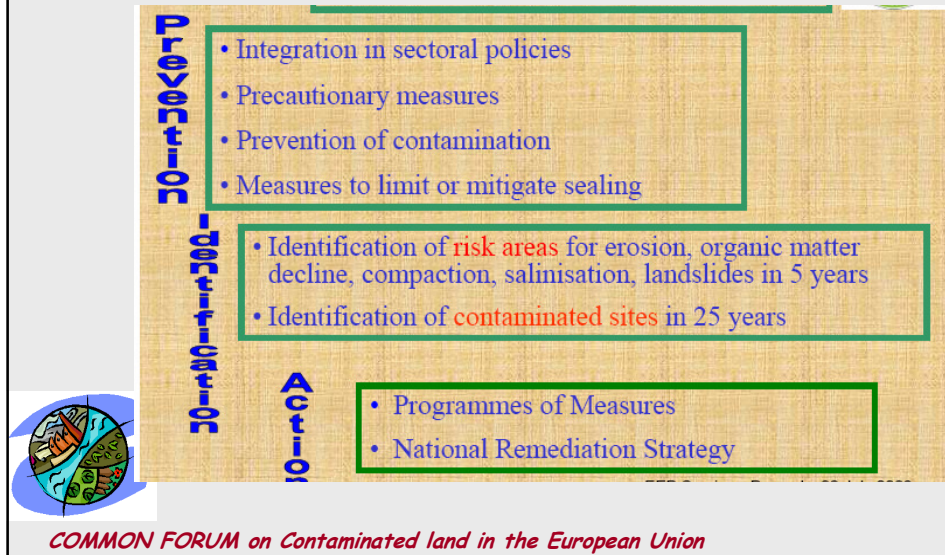 Prevention
• Integration in sectoral policies
• Precautionary measures
• Prevention of contamination
• Measures to limit or mitigate sealing
Identification
• Identification of risk areas for erosion, organic matter
decline, compaction, salinisation, landslides in 5 years
• Identification of contaminated sites in 25 years
Action
• Programmes of Measures
• National Remediation Strategy
COMMON FORUM on Contaminated land in the European Union